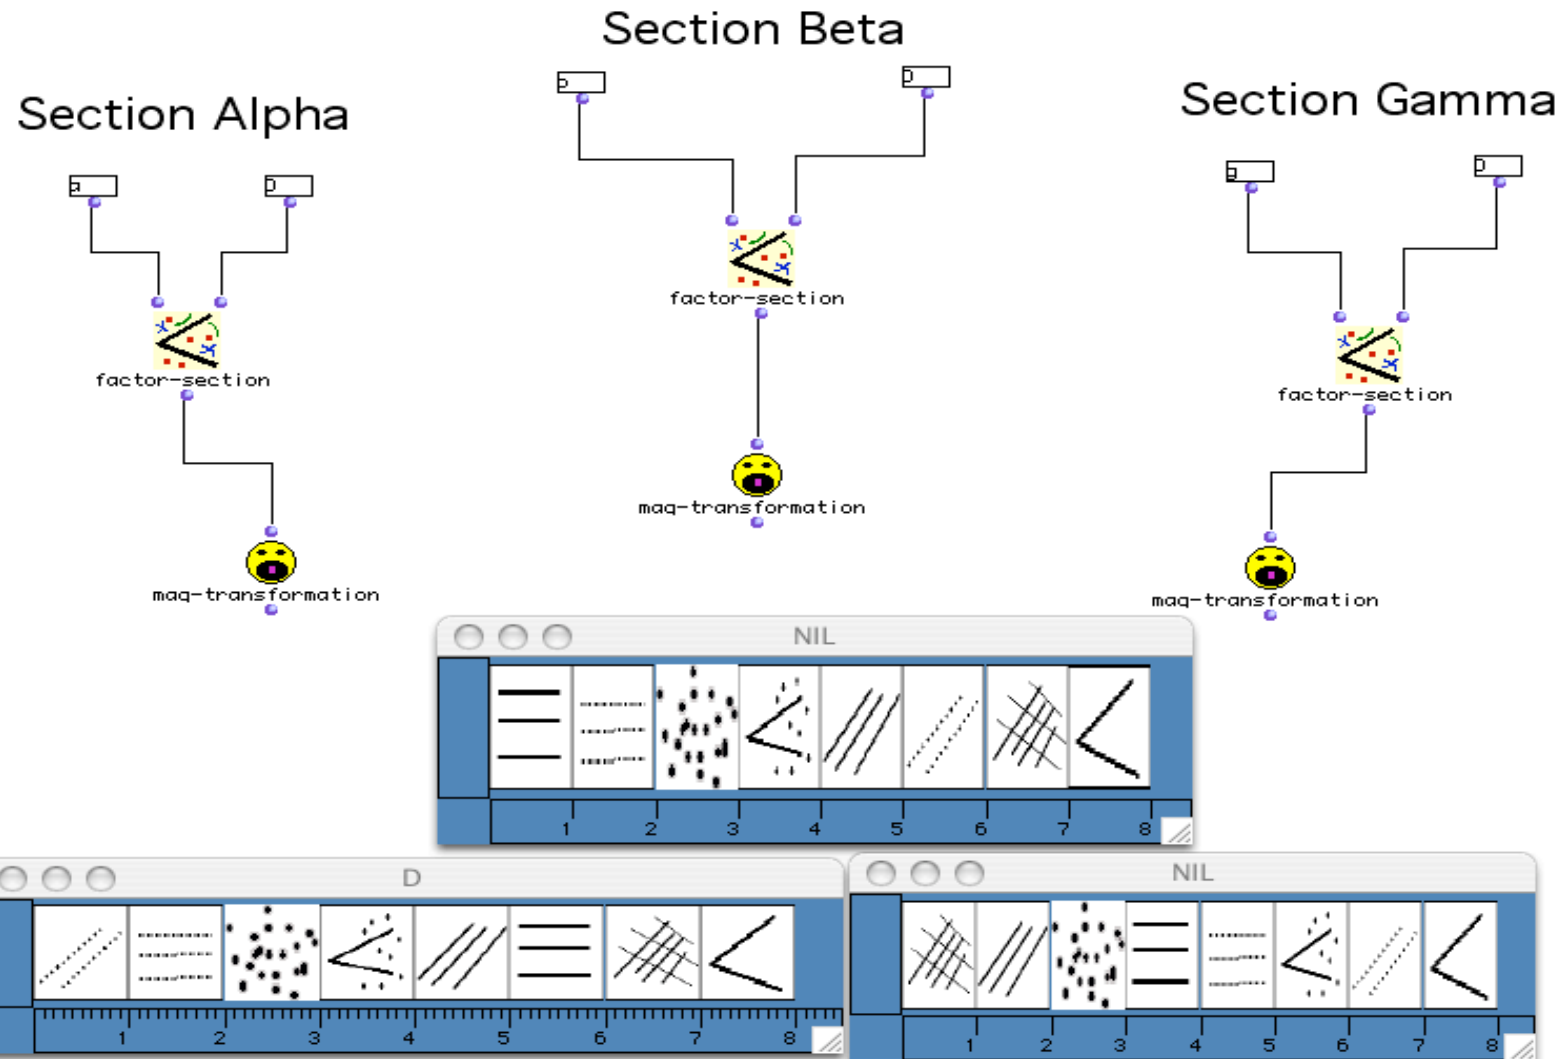 Section Beta
Section Alpha
Section Gamma
factor-section
factor-section
factor-section
maq-transformation
maq-transformation
maq-transformation
NIL
1 2 3 4 5 6 7 8
D
1 2 3 4 5 6 7 8
NIL
1 2 3 4 5 6 7 8